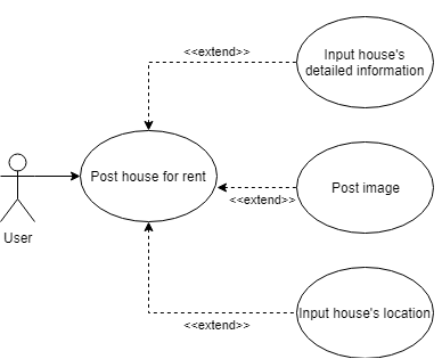 <<extend>>
Input house's
detailed information
Post house for rent
Post image
<<extend>>
User
Input house's location
<<extend>>